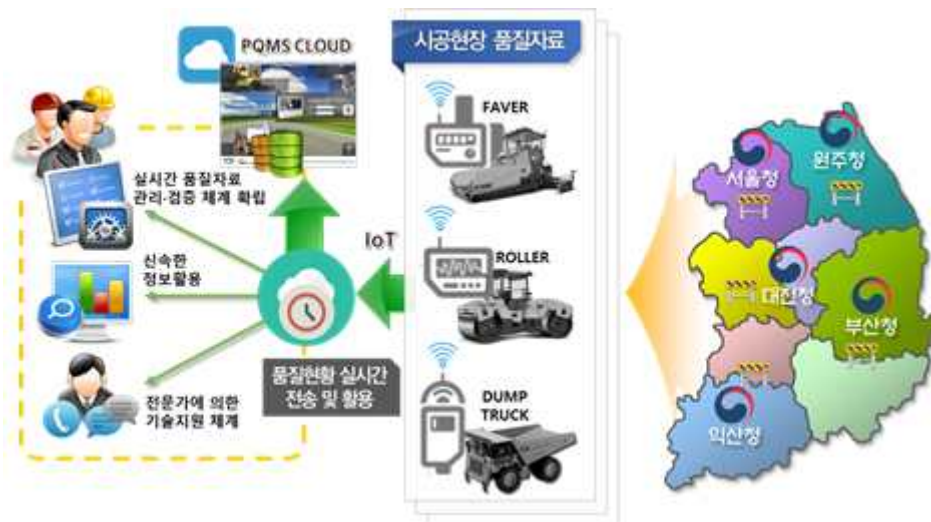 PQMS CLOUD
시공현장 품질자료
FAVER
ROLLER
DUMP
TRUCK
IoT
실시간 품질자료
관리·검증 체계 확립
신속한
정보활용
전문가에 의한
기술지원 체계
품질현황 실시간
전송 및 활용
서울청
원주청
대전청
부산청
익산청